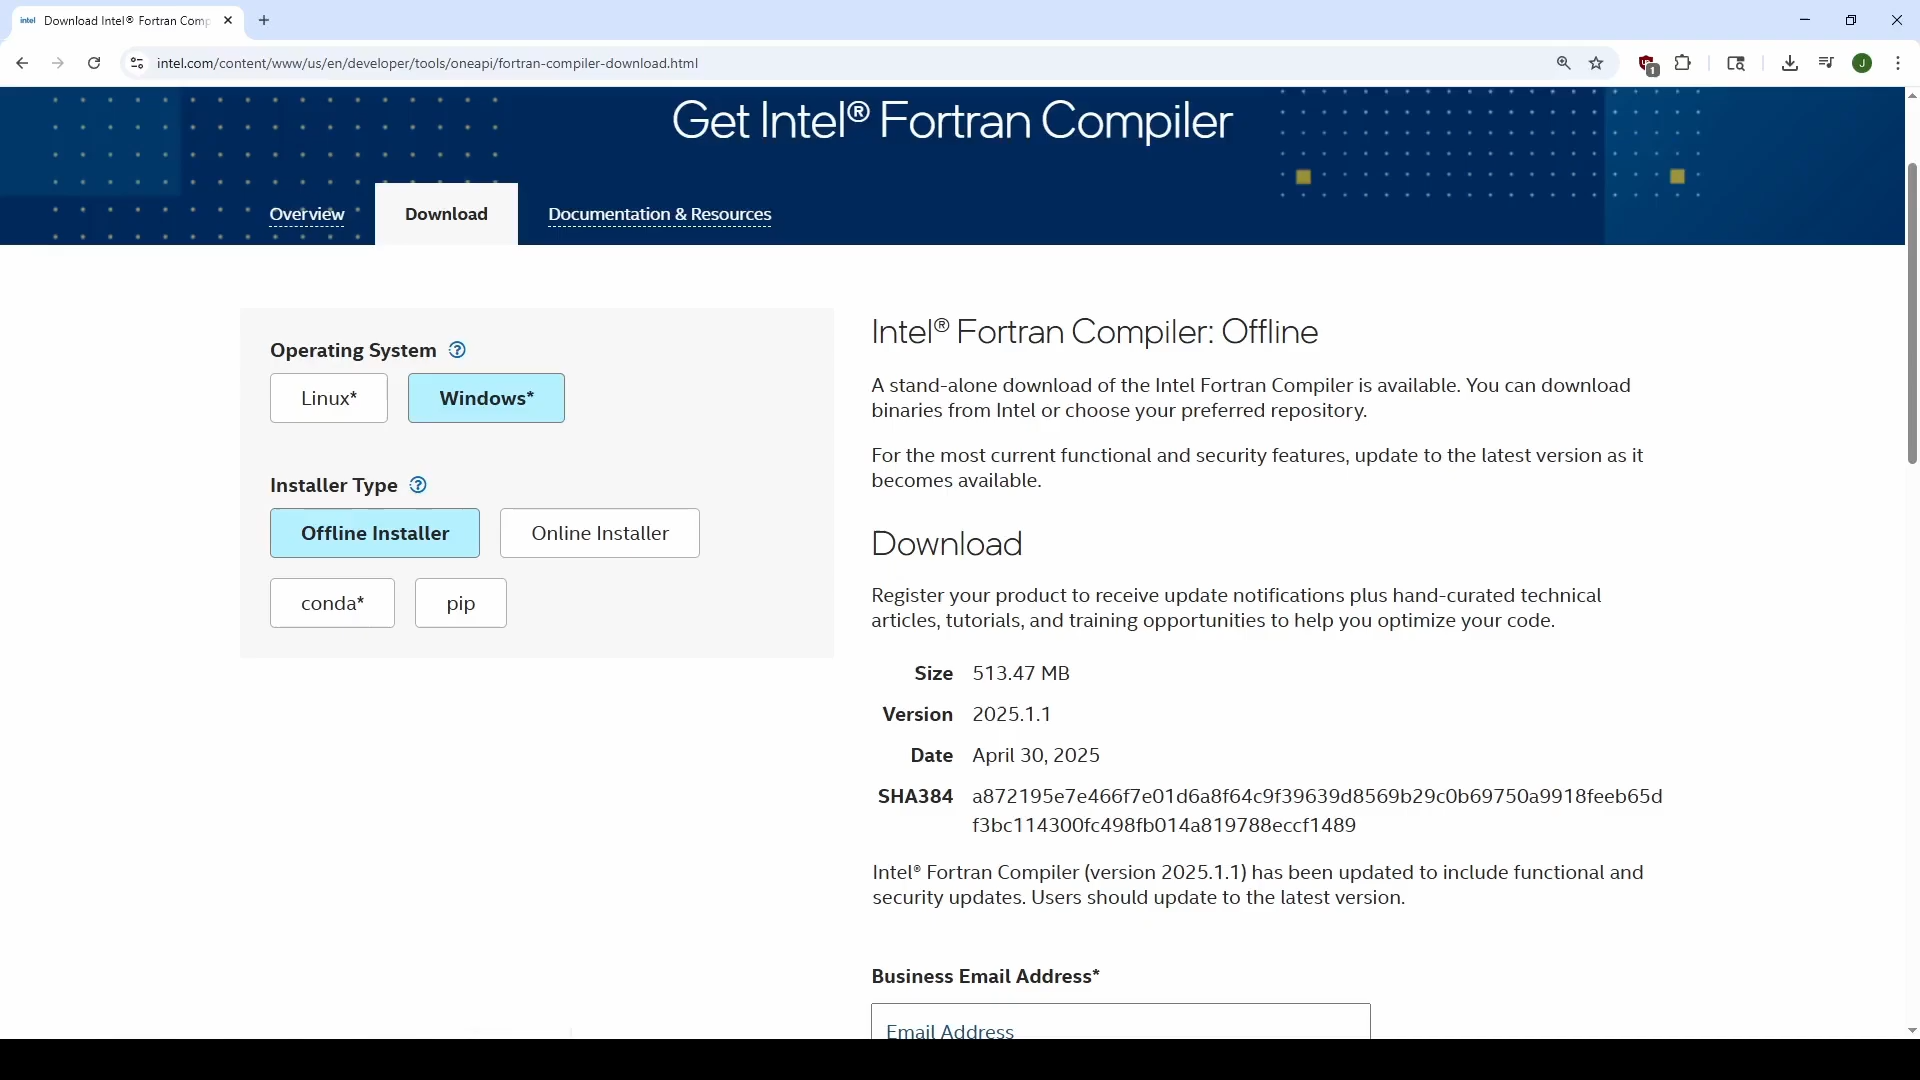 intel Download Intel® Fortran Comp
intel.com/content/www/us/en/developer/tools/oneapi/fortran-compiler-download.html
1
J
Get Intel® Fortran Compiler
Overview
Download
Documentation & Resources
Operating System
Linux*
Windows*
Installer Type
Offline Installer
Online Installer
conda*
pip
Intel® Fortran Compiler: Offline
A stand-alone download of the Intel Fortran Compiler is available. You can download
binaries from Intel or choose your preferred repository.
For the most current functional and security features, update to the latest version as it
becomes available.
Download
Register your product to receive update notifications plus hand-curated technical
articles, tutorials, and training opportunities to help you optimize your code.
Size 513.47 MB
Version 2025.1.1
Date April 30, 2025
SHA384 a872195e7e466f7e01d6a8f64c9f39639d8569b29c0b69750a9918feeb65d
f3bc114300fc498fb014a819788eccf1489
Intel® Fortran Compiler (version 2025.1.1) has been updated to include functional and
security updates. Users should update to the latest version.
Business Email Address*
Email Address